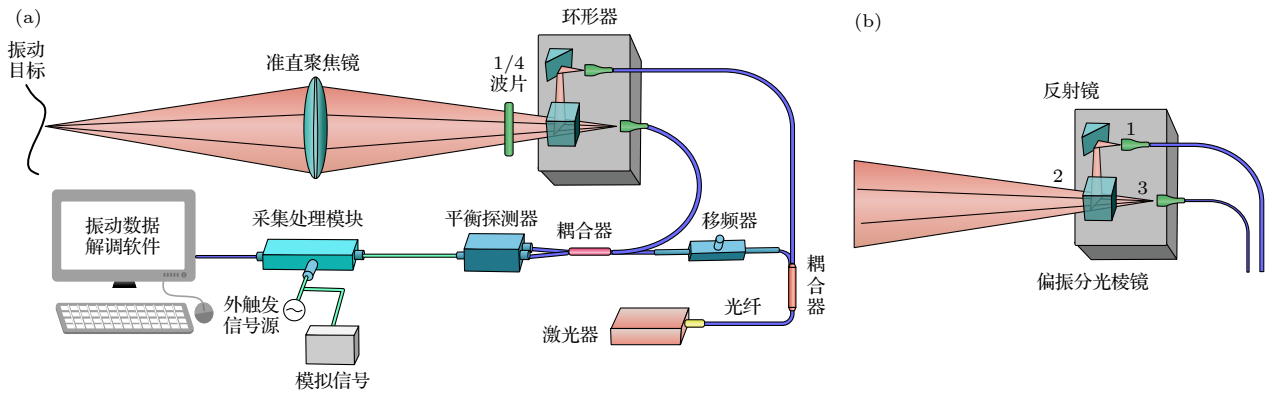 (a)
环形器
振动
目标
准直聚焦镜
1/4
波片
振动数据
解调软件
采集处理模块
平衡探测器
耦合器
移频器
耦
合
器
外触发
信号源
激光器
光纤
模拟信号
(b)
反射镜
1
2
3
偏振分光棱镜